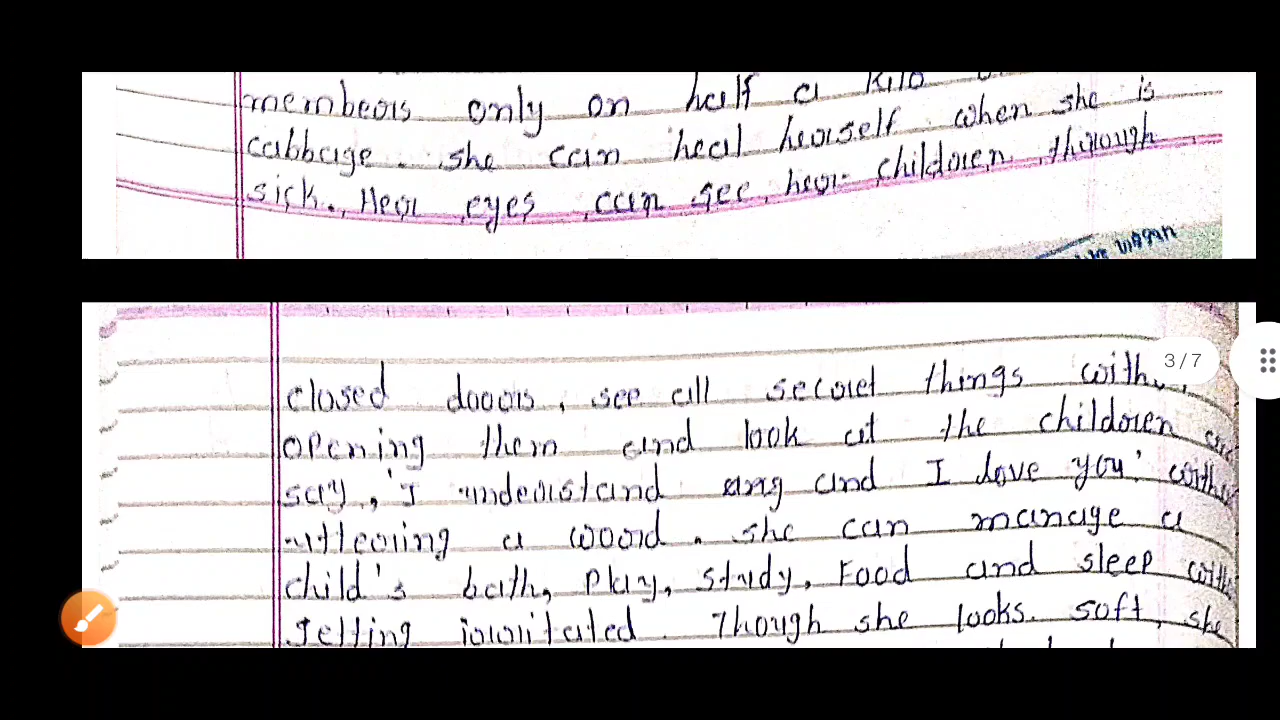 members only on half a kilo
cabbage. she can heal herself when she is
sick. Her eyes can see her children through
closed doors, see all secret things with
opening them and look at the children
say, 'I understand and I love you.'
uttering a word. she can manage a
child's bath, Play, study, Food and sleep with
getting irritated. Though she looks soft, she
3/7